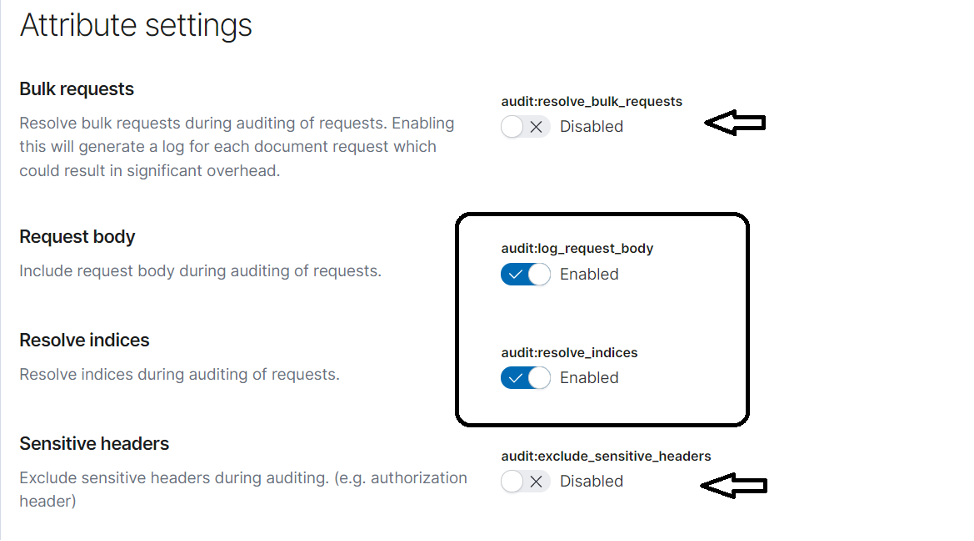 Attribute settings
Bulk requests
Resolve bulk requests during auditing of requests. Enabling
this will generate a log for each document request which
could result in significant overhead.
audit:resolve_bulk_requests
Disabled
Request body
Include request body during auditing of requests.
audit:log_request_body
Enabled
Resolve indices
Resolve indices during auditing of requests.
audit:resolve_indices
Enabled
Sensitive headers
Exclude sensitive headers during auditing. (e.g. authorization
header)
audit:exclude_sensitive_headers
Disabled